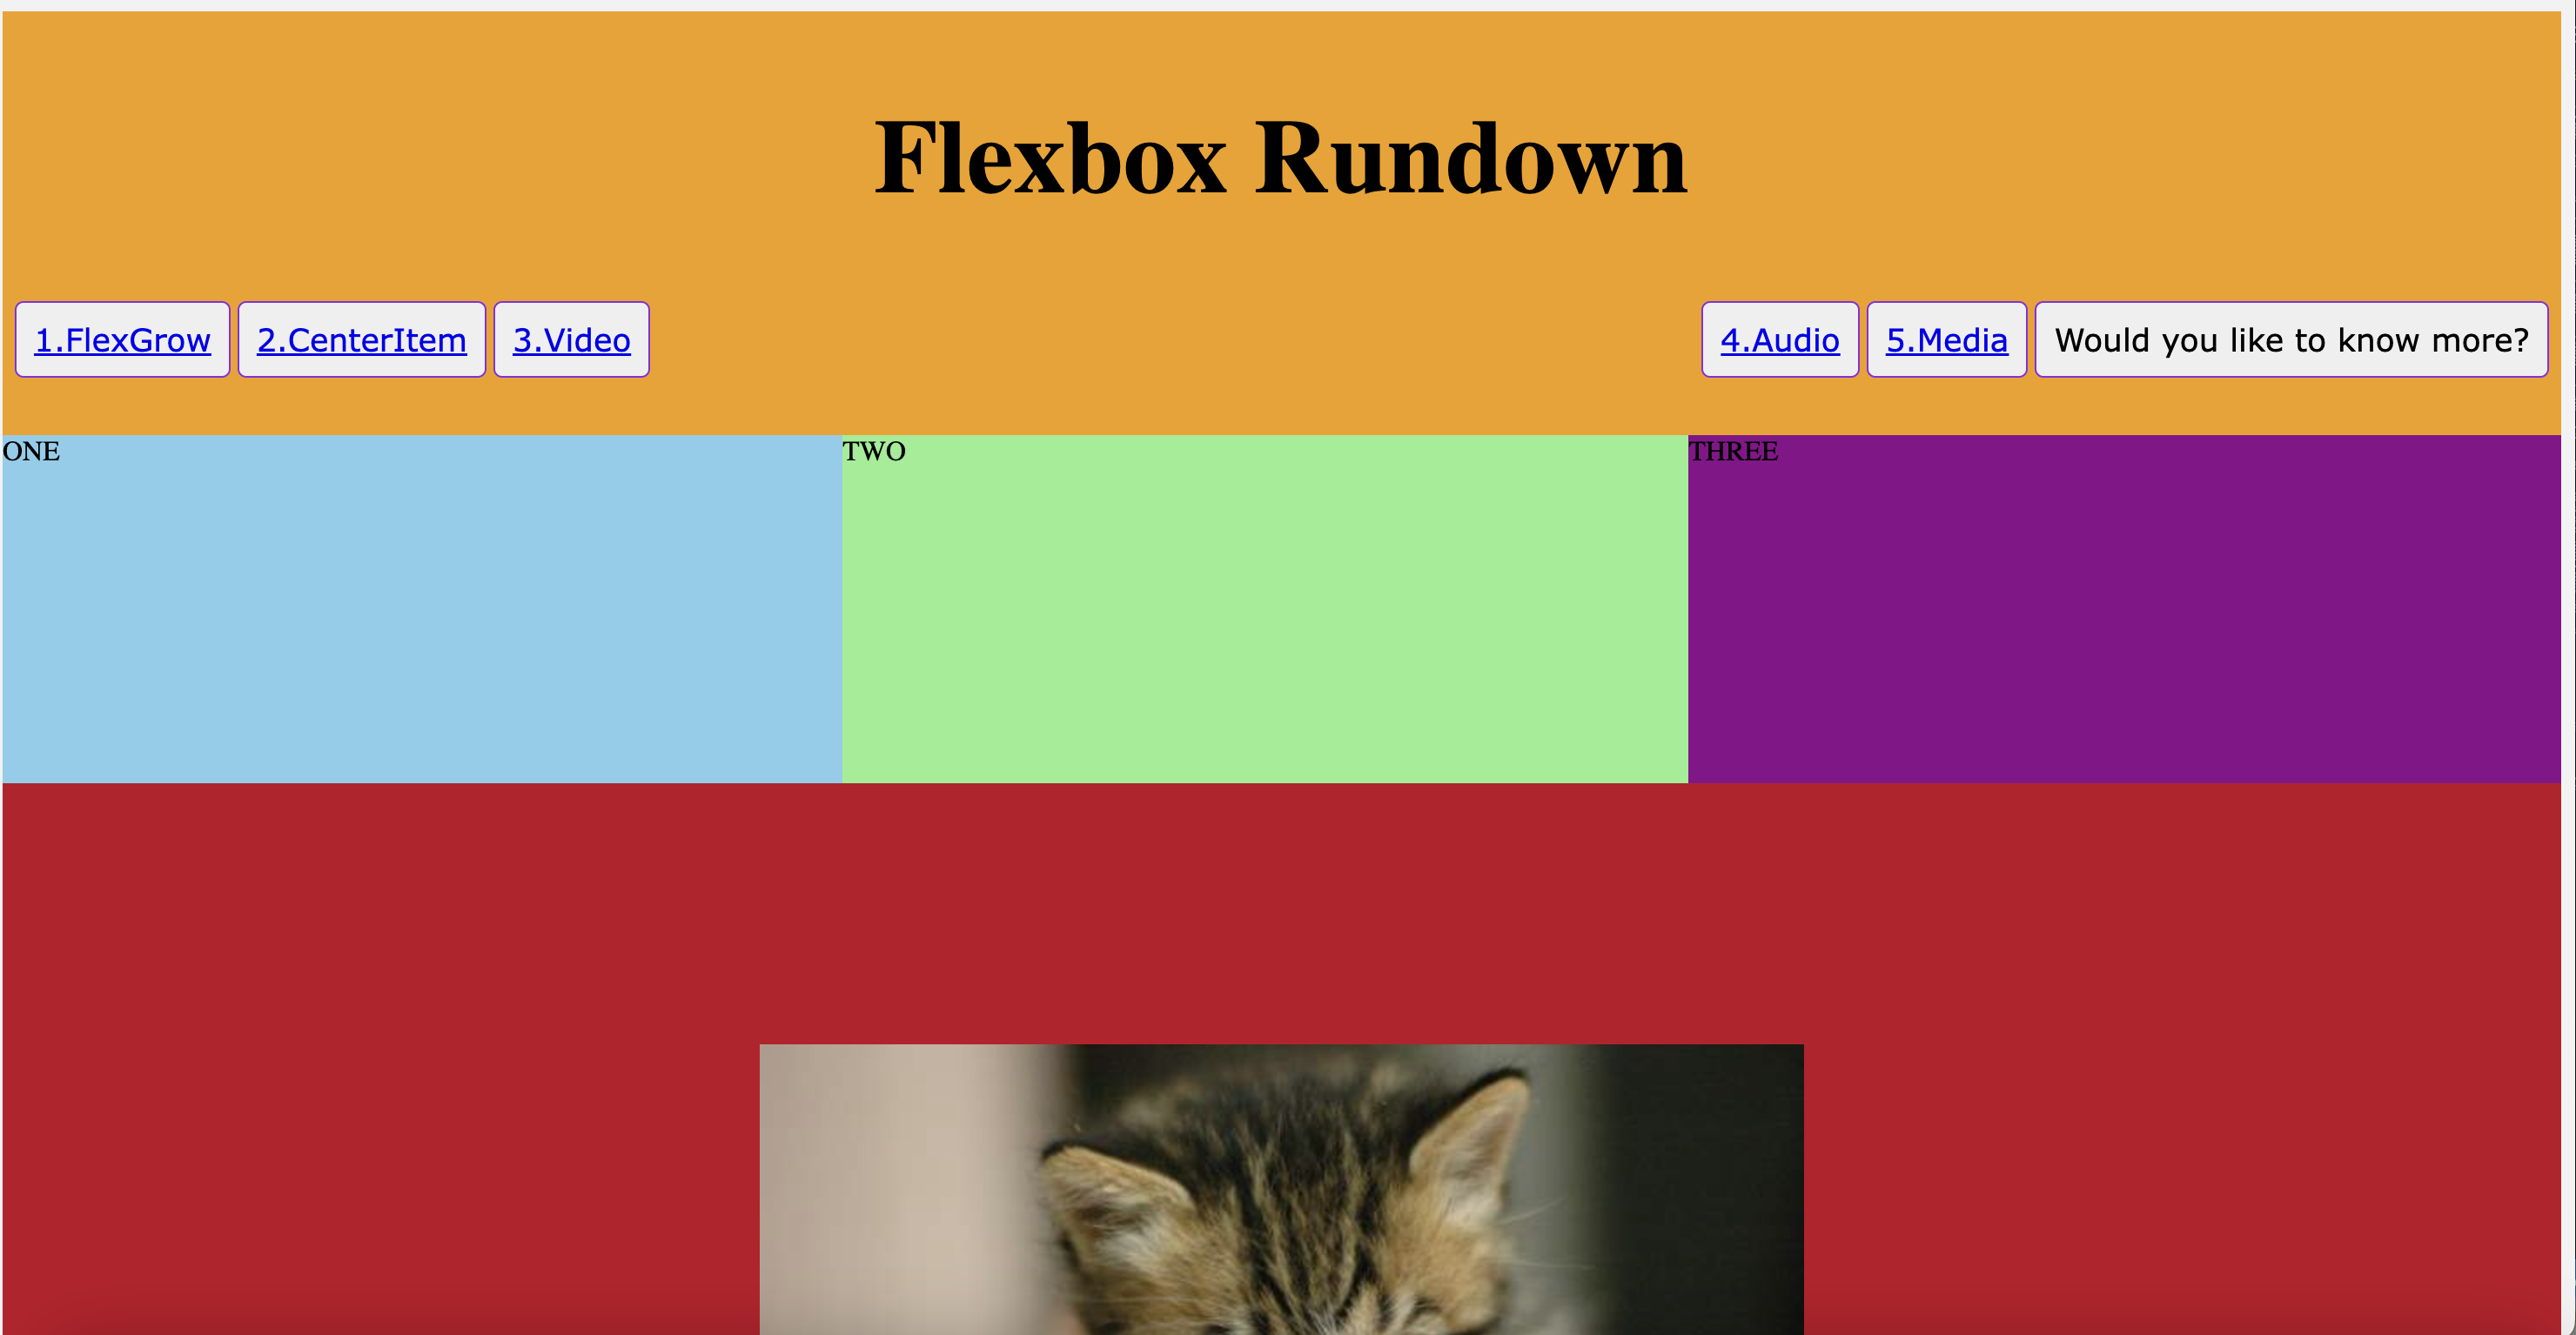 Flexbox Rundown
1.FlexGrow 2.CenterItem 3.Video 4.Audio 5.Media Would you like to know more?
ONE TWO THREE